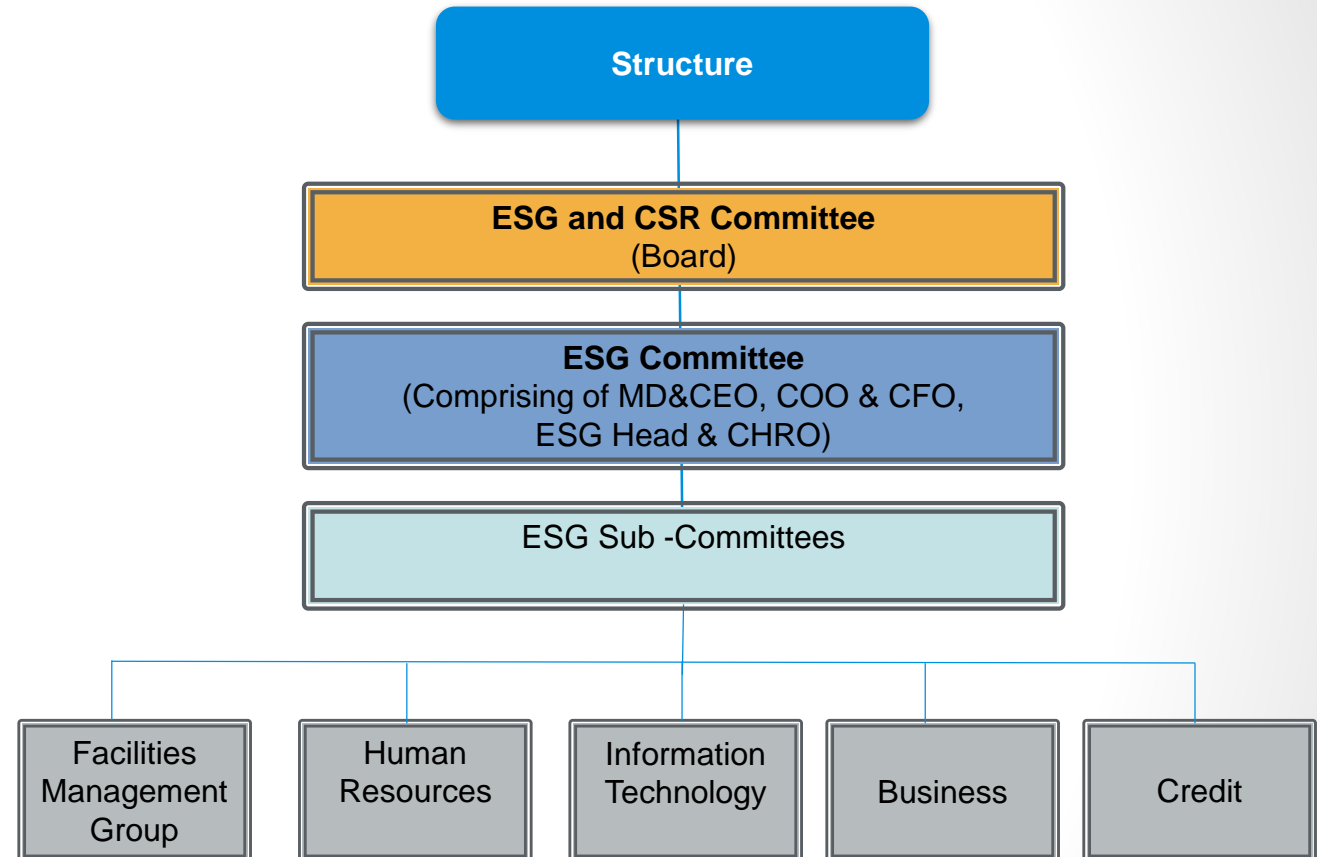 Structure
ESG and CSR Committee
(Board)
ESG Committee
(Comprising of MD&CEO, COO & CFO,
ESG Head & CHRO)
ESG Sub -Committees
Facilities
Management
Group
Human
Resources
Information
Technology
Business
Credit